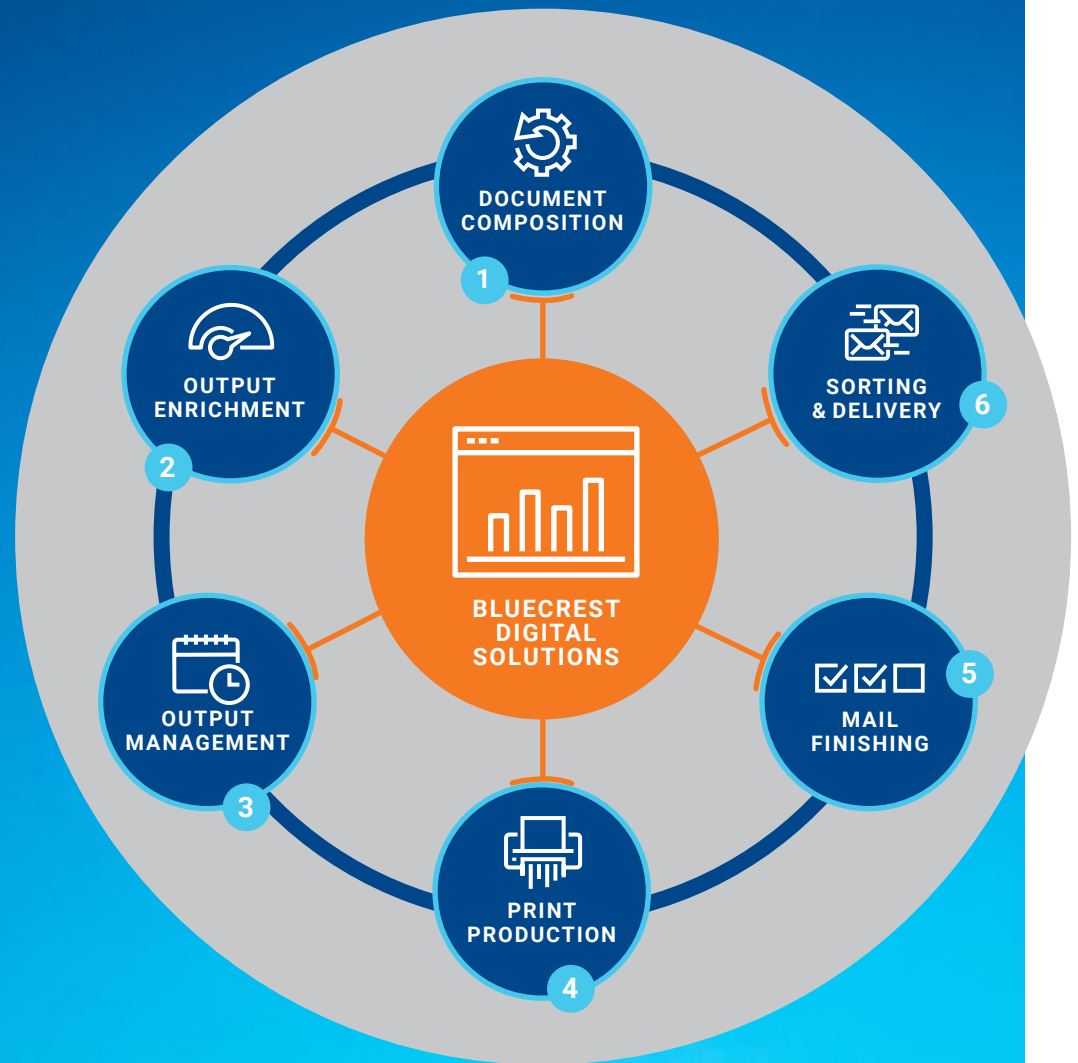 DOCUMENT
COMPOSITION
1
OUTPUT
ENRICHMENT
2
OUTPUT
MANAGEMENT
3
PRINT
PRODUCTION
4
MAIL
FINISHING
5
SORTING
& DELIVERY
6
BLUECREST
DIGITAL
SOLUTIONS